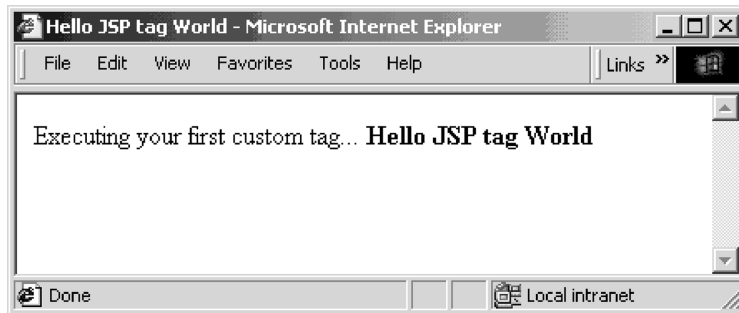 Hello JSP tag World - Microsoft Internet Explorer
File Edit View Favorites Tools Help Links »
Executing your first custom tag... Hello JSP tag World
Done Local intranet